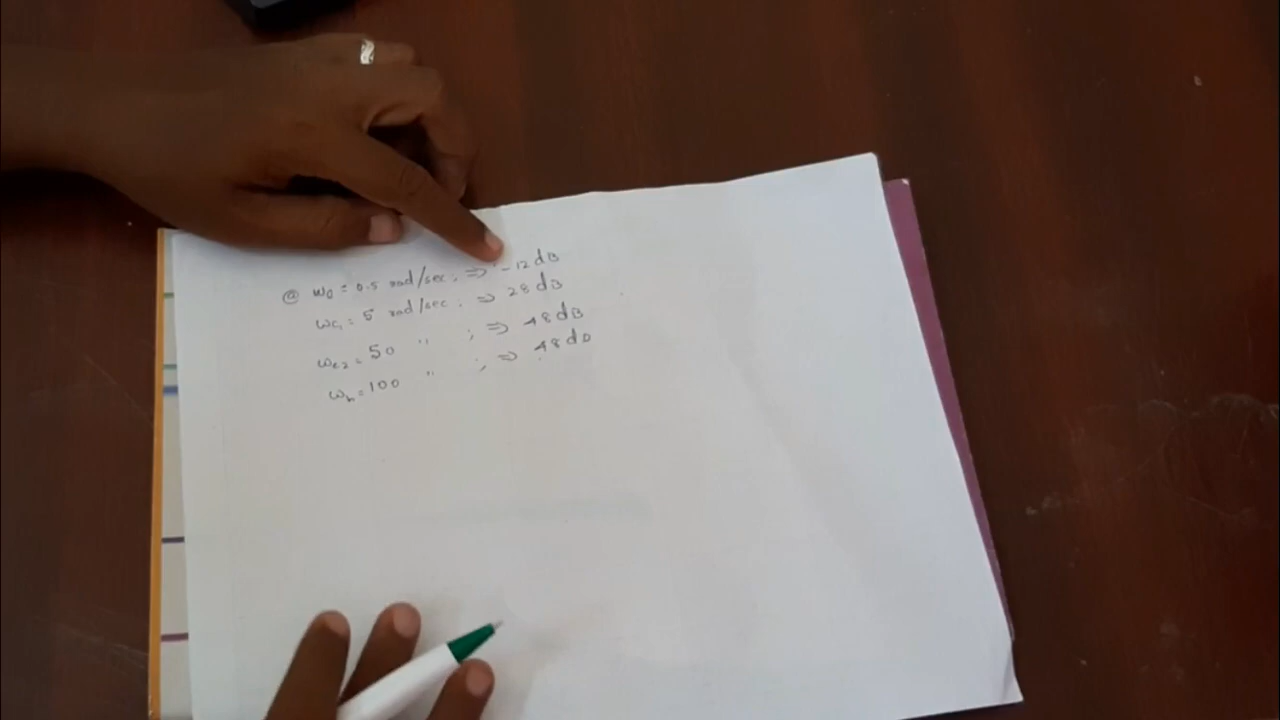 @ ωl = 0.5 rad/sec ; ⇒ -12 dB
ωc1 = 5 rad/sec ; ⇒ 28 dB
ωc2 = 50 " ; ⇒ 48 dB
ωh = 100 " ; ⇒ 48 dB